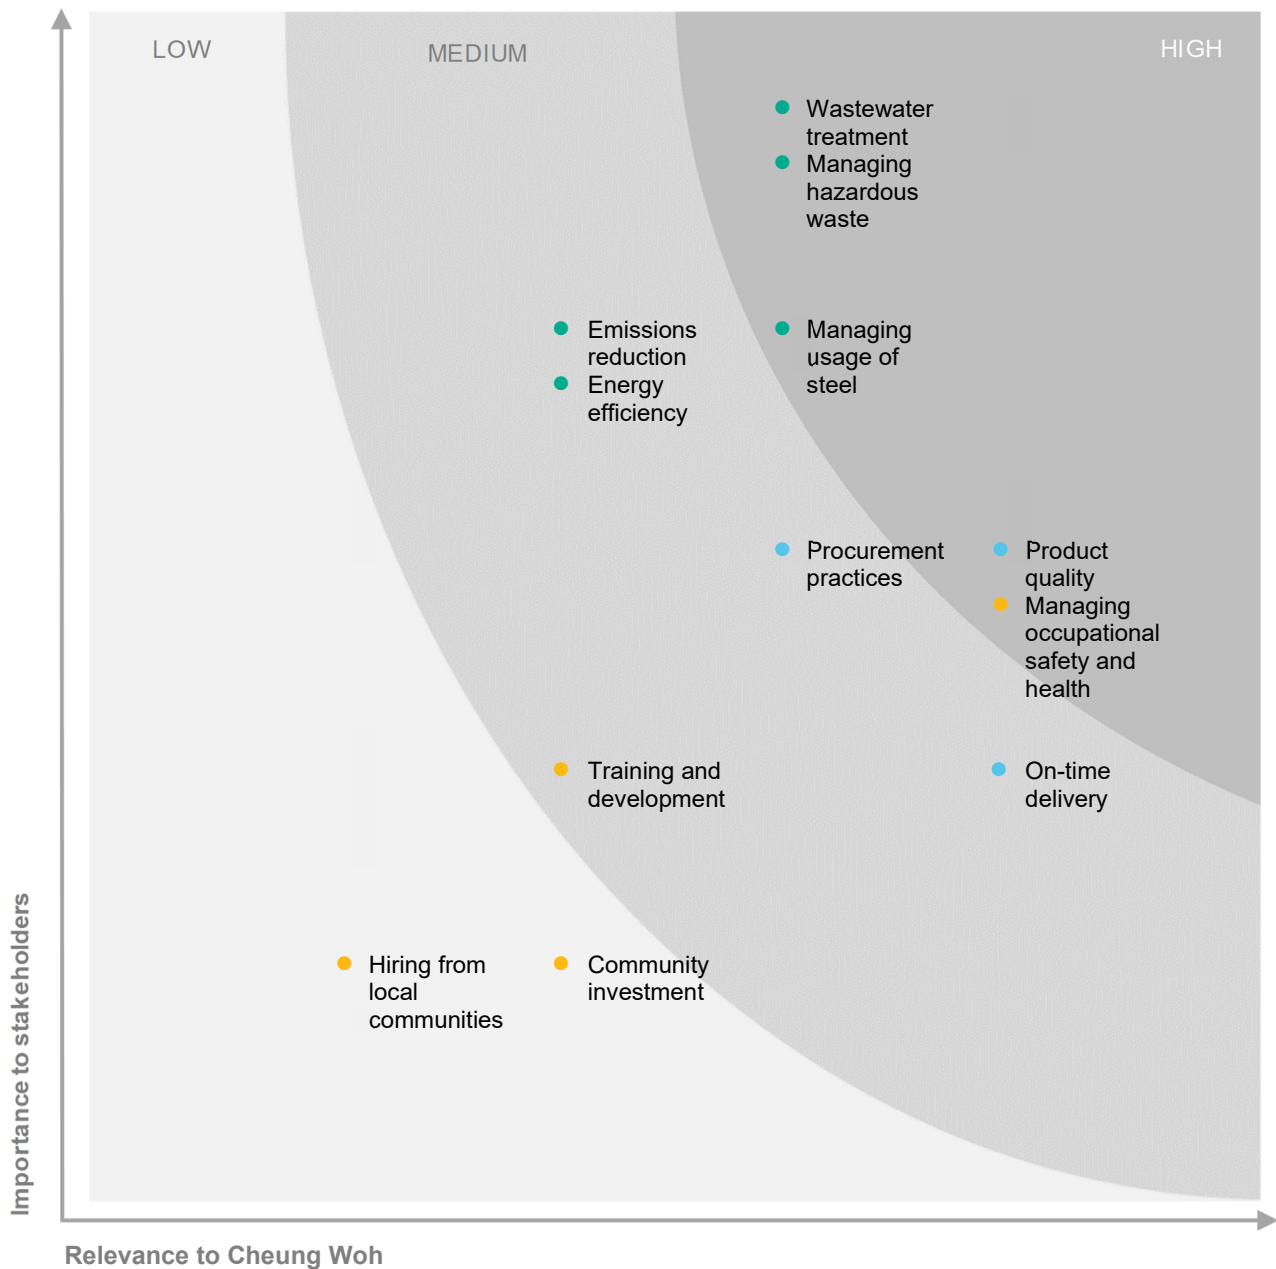 LOW
MEDIUM
HIGH
Wastewater
treatment
Managing
hazardous
waste
Emissions
reduction
Energy
efficiency
Managing
usage of
steel
Procurement
practices
Product
quality
Managing
occupational
safety and
health
Training and
development
On-time
delivery
Hiring from
local
communities
Community
investment
Importance to stakeholders
Relevance to Cheung Woh